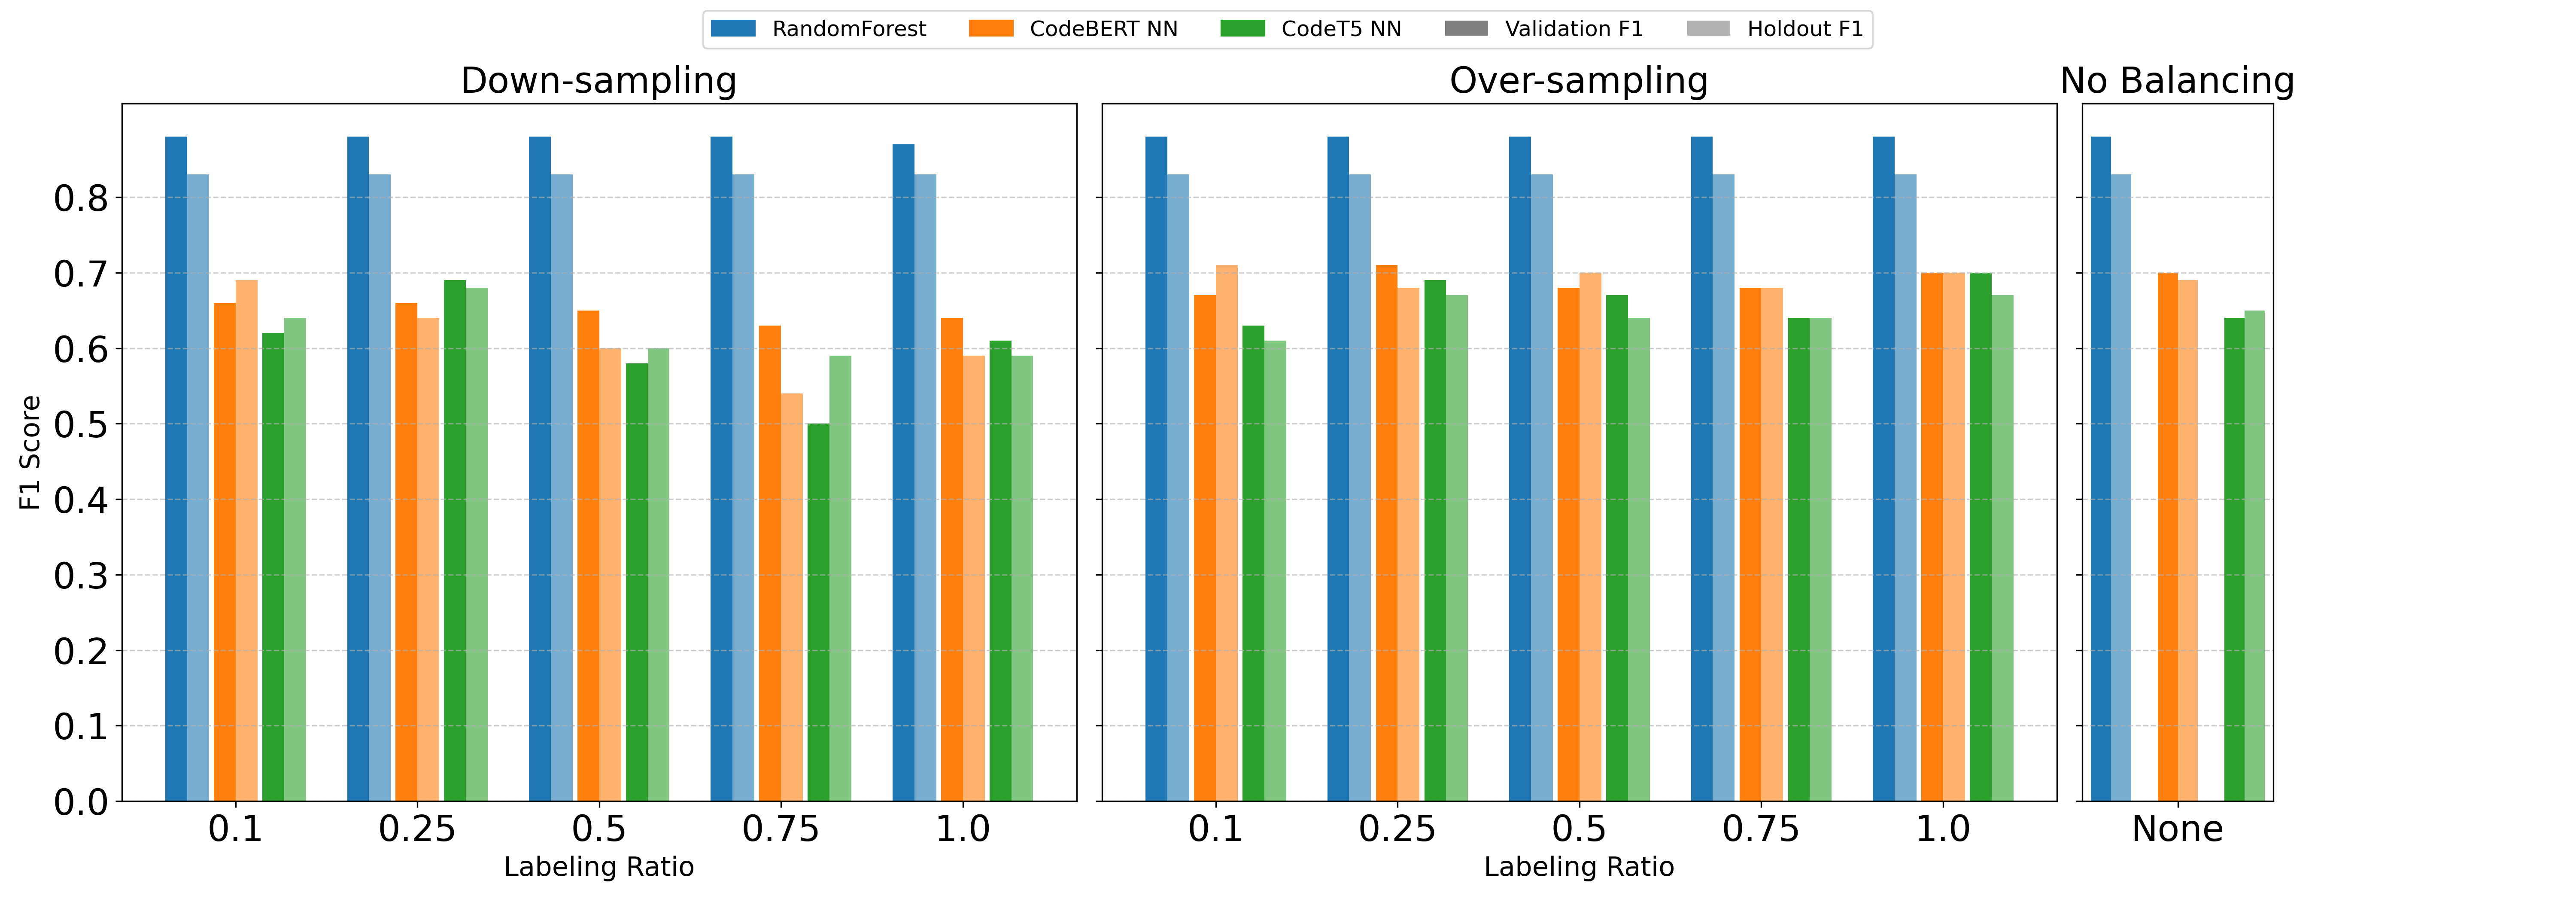 RandomForest CodeBERT NN CodeT5 NN Validation F1 Holdout F1
Down-sampling
Over-sampling
No Balancing
F1 Score
0.8
0.7
0.6
0.5
0.4
0.3
0.2
0.1
0.0
0.1 0.25 0.5 0.75 1.0
Labeling Ratio
0.1 0.25 0.5 0.75 1.0
Labeling Ratio
None